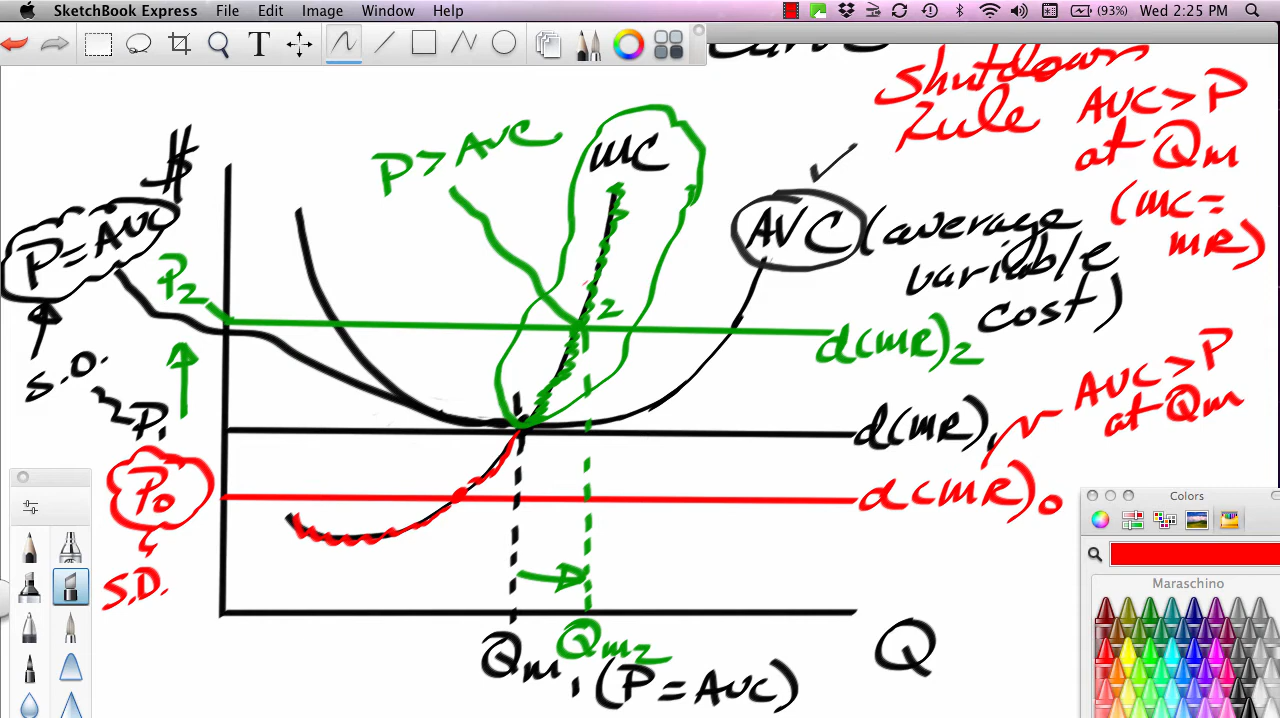 SketchBook Express File Edit Image Window Help (93%) Wed 2:25 PM
T
Curve
Shutdown
Rule
AVC > P
at Qm
(MC =
MR)
P > AVC
MC
$
P = AVC
AVC (average
variable
cost)
P2
2
d(MR)2
S.D.
P1
d(MR)1
AVC > P
at Qm
P0
d(MR)0
S.D.
Colors
Maraschino
Qm1 (P = AVC)
Qm2
Q